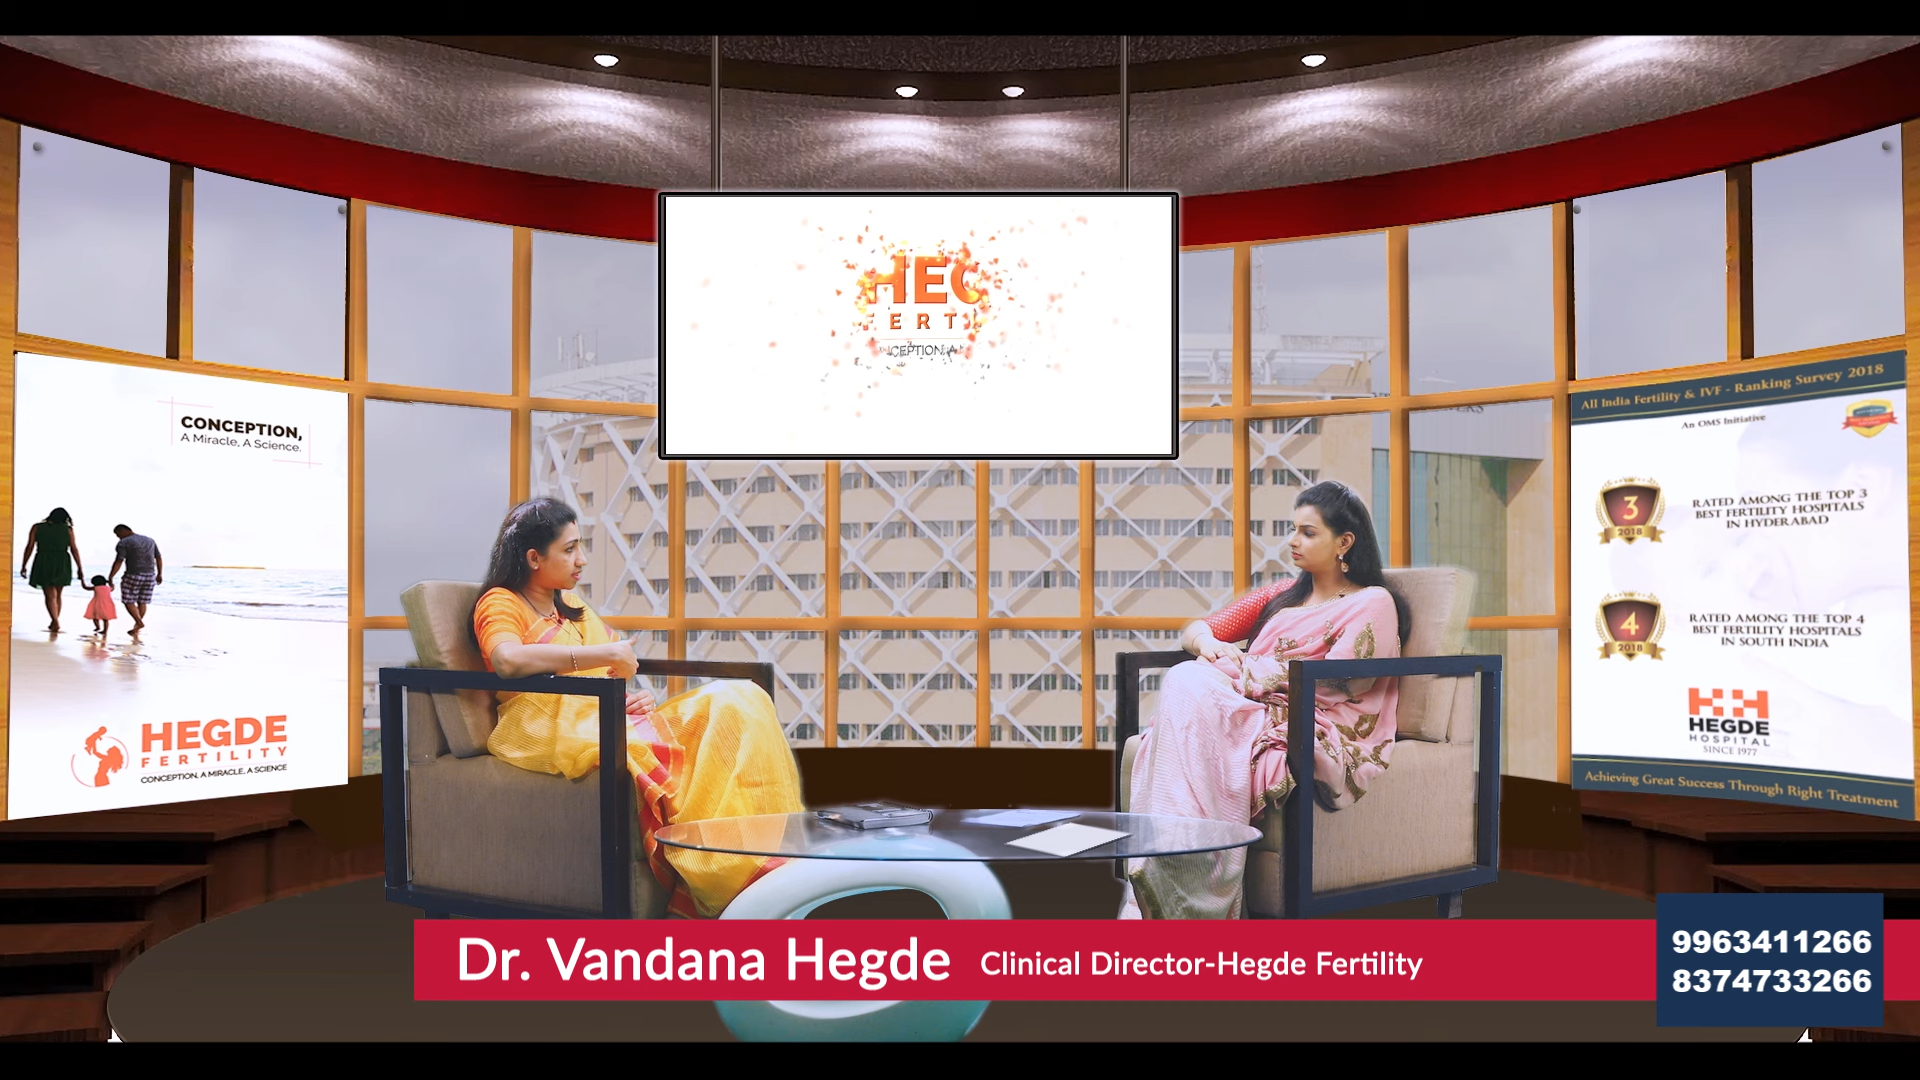 HEG
FERT
CEPTION, A
CONCEPTION,
A Miracle, A Science.
HEGDE
FERTILITY
CONCEPTION, A MIRACLE, A SCIENCE
All India Fertility & IVF - Ranking Survey 2018
An OMS Initiative
3
2018
RATED AMONG THE TOP 3
BEST FERTILITY HOSPITALS
IN HYDERABAD
4
2018
RATED AMONG THE TOP 4
BEST FERTILITY HOSPITALS
IN SOUTH INDIA
HEGDE
HOSPITAL
SINCE 1977
Achieving Great Success Through Right Treatment
Dr. Vandana Hegde Clinical Director-Hegde Fertility
9963411266
8374733266